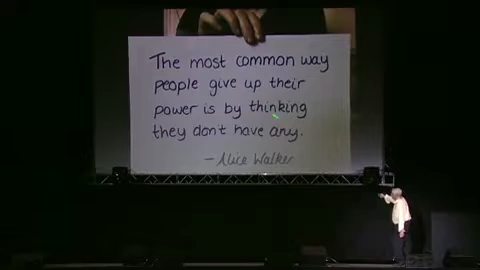 The most common way
people give up their
power is by thinking
they don't have any.
- Alice Walker